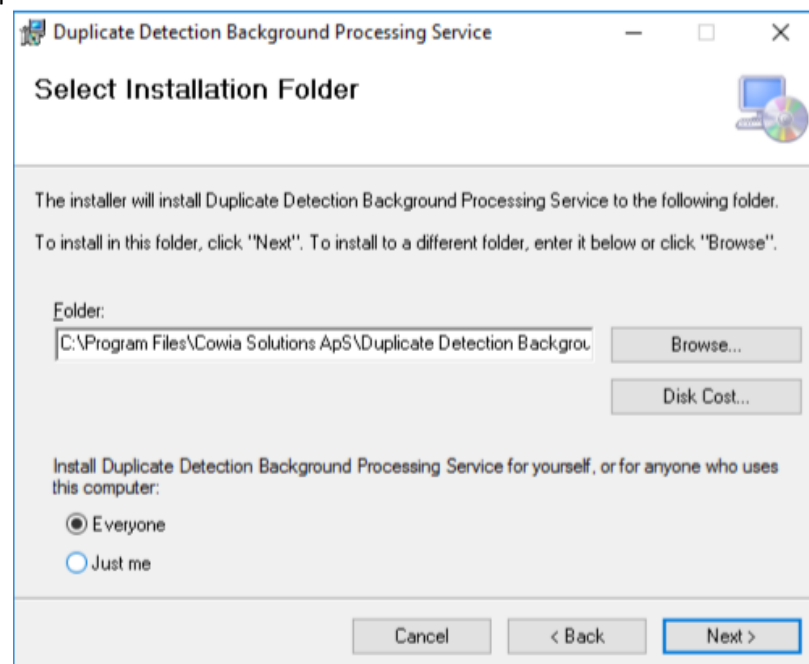 Duplicate Detection Background Processing Service
Select Installation Folder
The installer will install Duplicate Detection Background Processing Service to the following folder.
To install in this folder, click "Next". To install to a different folder, enter it below or click "Browse".
Folder:
C:\Program Files\Cowia Solutions ApS\Duplicate Detection Backgrou
Browse...
Disk Cost...
Install Duplicate Detection Background Processing Service for yourself, or for anyone who uses
this computer:
Everyone
Just me
Cancel
< Back
Next >